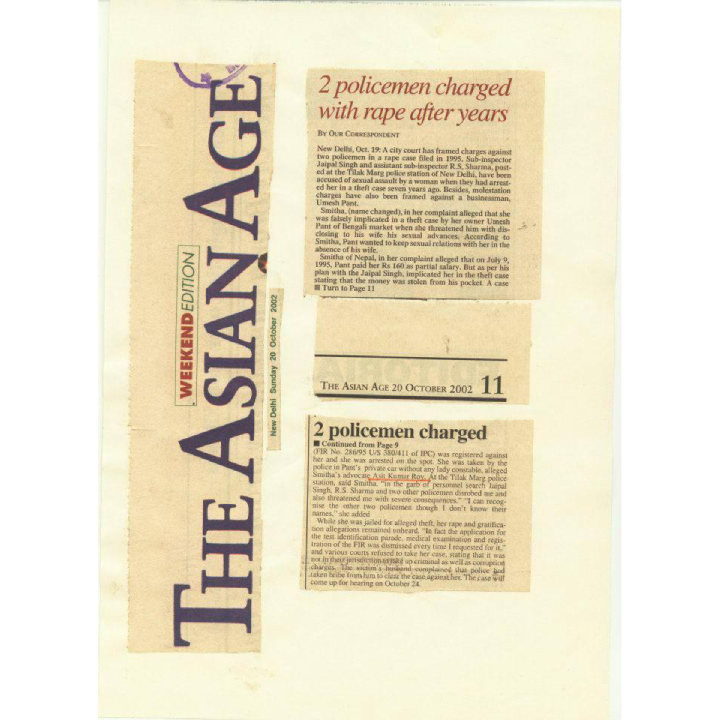 THE ASIAN AGE
WEEKEND EDITION
New Delhi Sunday 20 October 2002
2 policemen charged
with rape after years
BY OUR CORRESPONDENT
New Delhi, Oct. 19: A city court has framed charges against
two policemen in a rape case filed in 1995. Sub-inspector
Jaipal Singh and assistant sub-inspector R.S. Sharma, post-
ed at the Tilak Marg police station of New Delhi, have been
accused of sexual assault by a woman when they had arrest-
ed her in a theft case seven years ago. Besides, molestation
charges have also been framed against a businessman,
Umesh Pant.
Smitha, (name changed), in her complaint alleged that she
was falsely implicated in a theft case by her owner Umesh
Pant of Bengali market when she threatened him with dis-
closing to his wife his sexual advances. According to
Smitha, Pant wanted to keep sexual relations with her in the
absence of his wife.
Smitha of Nepal, in her complaint alleged that on July 9,
1995, Pant paid her Rs 160 as partial salary. But as per his
plan with the Jaipal Singh, implicated her in the theft case
stating that the money was stolen from his pocket. A case
■ Turn to Page 11
THE ASIAN AGE 20 OCTOBER 2002 11
2 policemen charged
■ Continued from Page 9
(FIR No. 286/95 U/S 380/411 of IPC) was registered against
her and she was arrested on the spot. She was taken by the
police in Pant's private car without any lady constable, alleged
Smitha's advocate Asit Kumar Roy. At the Tilak Marg police
station, said Smitha. "in the garb of personnel search Jaipal
Singh, R.S. Sharma and two other policemen disrobed me and
also threatened me with severe consequences." "I can recog-
nise the other two policemen though I don't know their
names," she added
While she was jailed for alleged theft, her rape and gratifica-
tion allegations remained unheard. "In fact the application for
the test identification parade, medical examination and regis-
tration of the FIR was dismissed every time I requested for it,"
and various courts refused to take her case, stating that it was
not in their jurisdiction to take up criminal as well as corruption
charges. The victim's husband complained that police had
taken bribe from him to clear the case against her. The case will
come up for hearing on October 24.